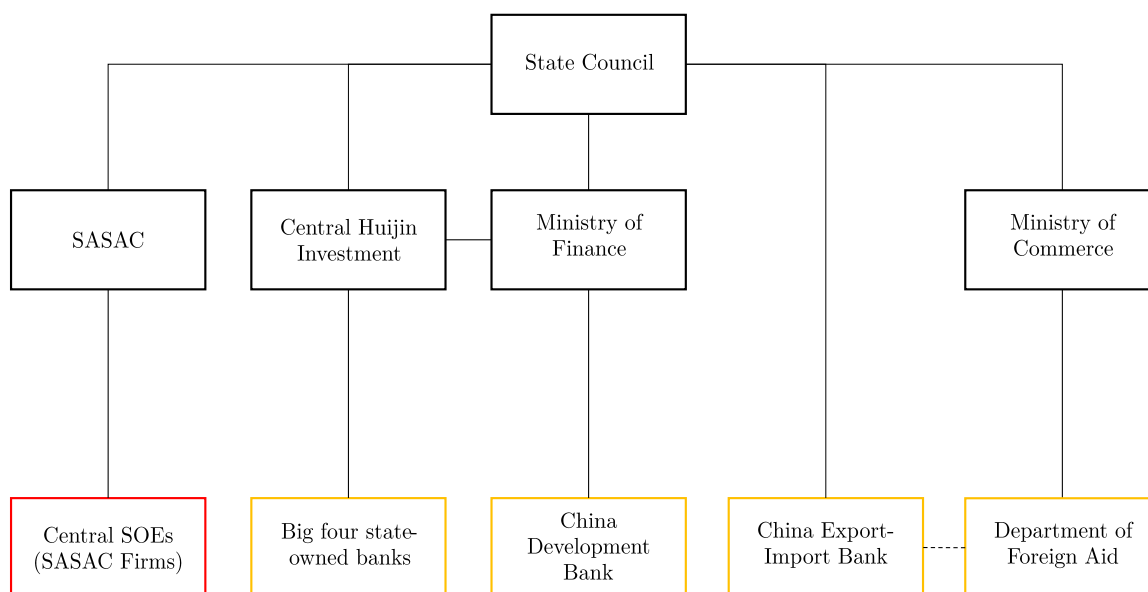 State Council
SASAC
Central Huijin
Investment
Ministry of
Finance
Ministry of
Commerce
Central SOEs
(SASAC Firms)
Big four state-
owned banks
China
Development
Bank
China Export-
Import Bank
Department of
Foreign Aid